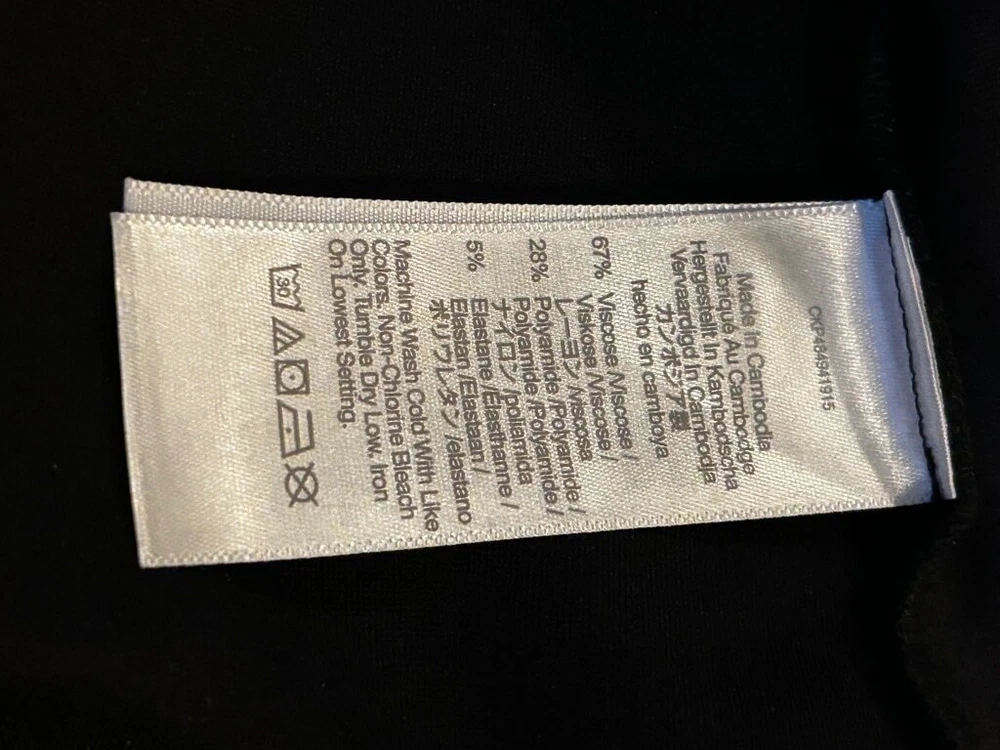 CKP464941915
Made in Cambodia
Fabriqué Au Cambodge
Hergestellt In Kambodscha
Vervaardigd In Cambodja
カンボジア製
hecho en camboya
67% Viscose /Viscose /
Viskose /Viscose /
レーヨン /Viscosa
28% Polyamide /Polyamide /
Polyamide /Polyamide /
ナイロン /poliamida
5% Elastane /Elasthanne /
Elastan /Elastaan /
ポリウレタン /elastano
Machine Wash Cold With Like
Colors. Non-Chlorine Bleach
Only. Tumble Dry Low. Iron
On Lowest Setting.
30